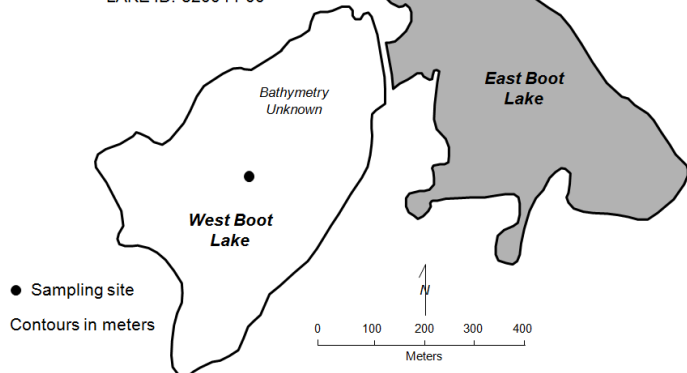 East Boot
Lake
Bathymetry
Unknown
West Boot
Lake
Sampling site
Contours in meters
N
0 100 200 300 400
Meters